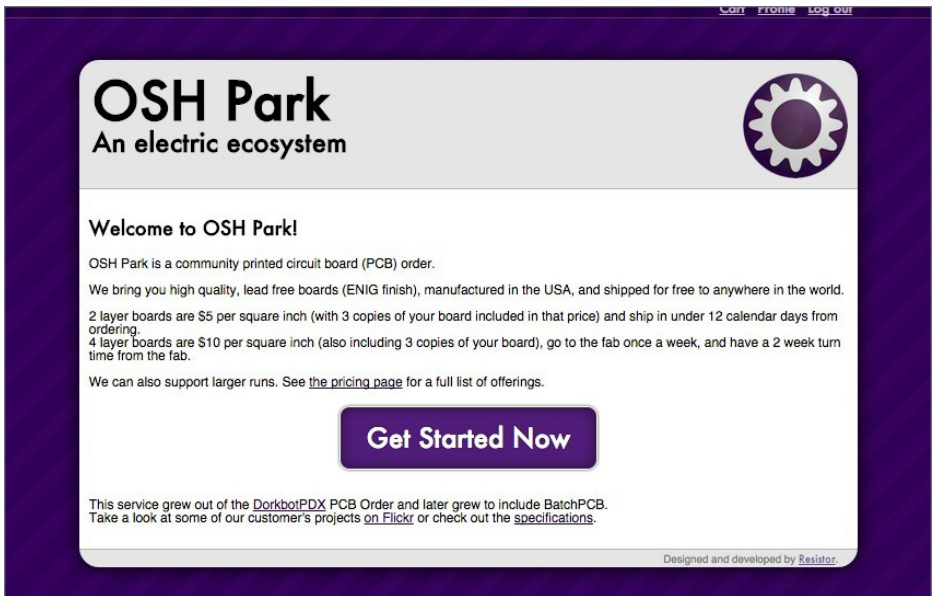 Cart Profile Log out
OSH Park
An electric ecosystem
Welcome to OSH Park!
OSH Park is a community printed circuit board (PCB) order.
We bring you high quality, lead free boards (ENIG finish), manufactured in the USA, and shipped for free to anywhere in the world.
2 layer boards are $5 per square inch (with 3 copies of your board included in that price) and ship in under 12 calendar days from
ordering.
4 layer boards are $10 per square inch (also including 3 copies of your board), go to the fab once a week, and have a 2 week turn
time from the fab.
We can also support larger runs. See the pricing page for a full list of offerings.
Get Started Now
This service grew out of the DorkbotPDX PCB Order and later grew to include BatchPCB.
Take a look at some of our customer's projects on Flickr or check out the specifications.
Designed and developed by Resistor.